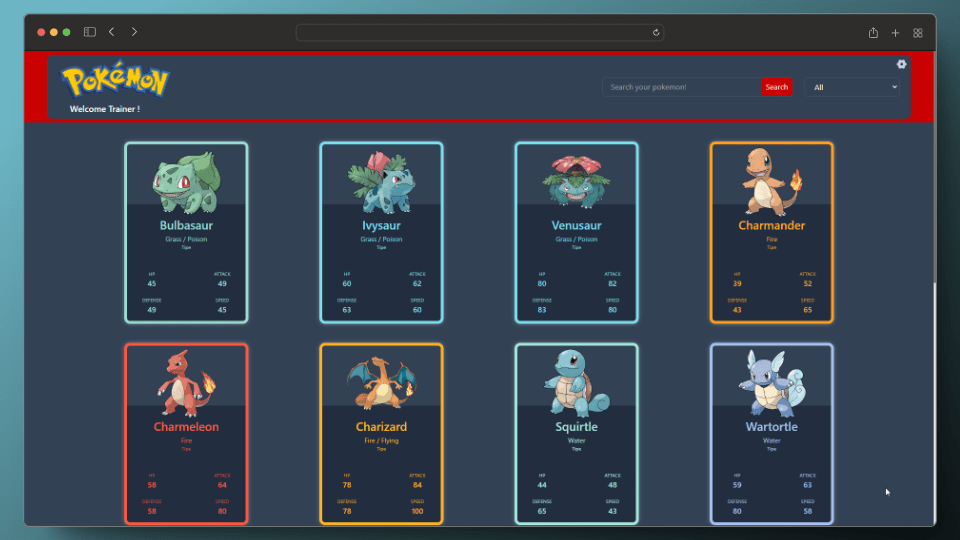 Pokémon
Welcome Trainer !
Search your pokemon!
Search
All
Bulbasaur
Grass / Poison
Tipe
HP ATTACK
45 49
DEFENSE SPEED
49 45
Ivysaur
Grass / Poison
Tipe
HP ATTACK
60 62
DEFENSE SPEED
63 60
Venusaur
Grass / Poison
Tipe
HP ATTACK
80 82
DEFENSE SPEED
83 80
Charmander
Fire
Tipe
HP ATTACK
39 52
DEFENSE SPEED
43 65
Charmeleon
Fire
Tipe
HP ATTACK
58 64
DEFENSE SPEED
58 80
Charizard
Fire / Flying
Tipe
HP ATTACK
78 84
DEFENSE SPEED
78 100
Squirtle
Water
Tipe
HP ATTACK
44 48
DEFENSE SPEED
65 43
Wartortle
Water
Tipe
HP ATTACK
59 63
DEFENSE SPEED
80 58